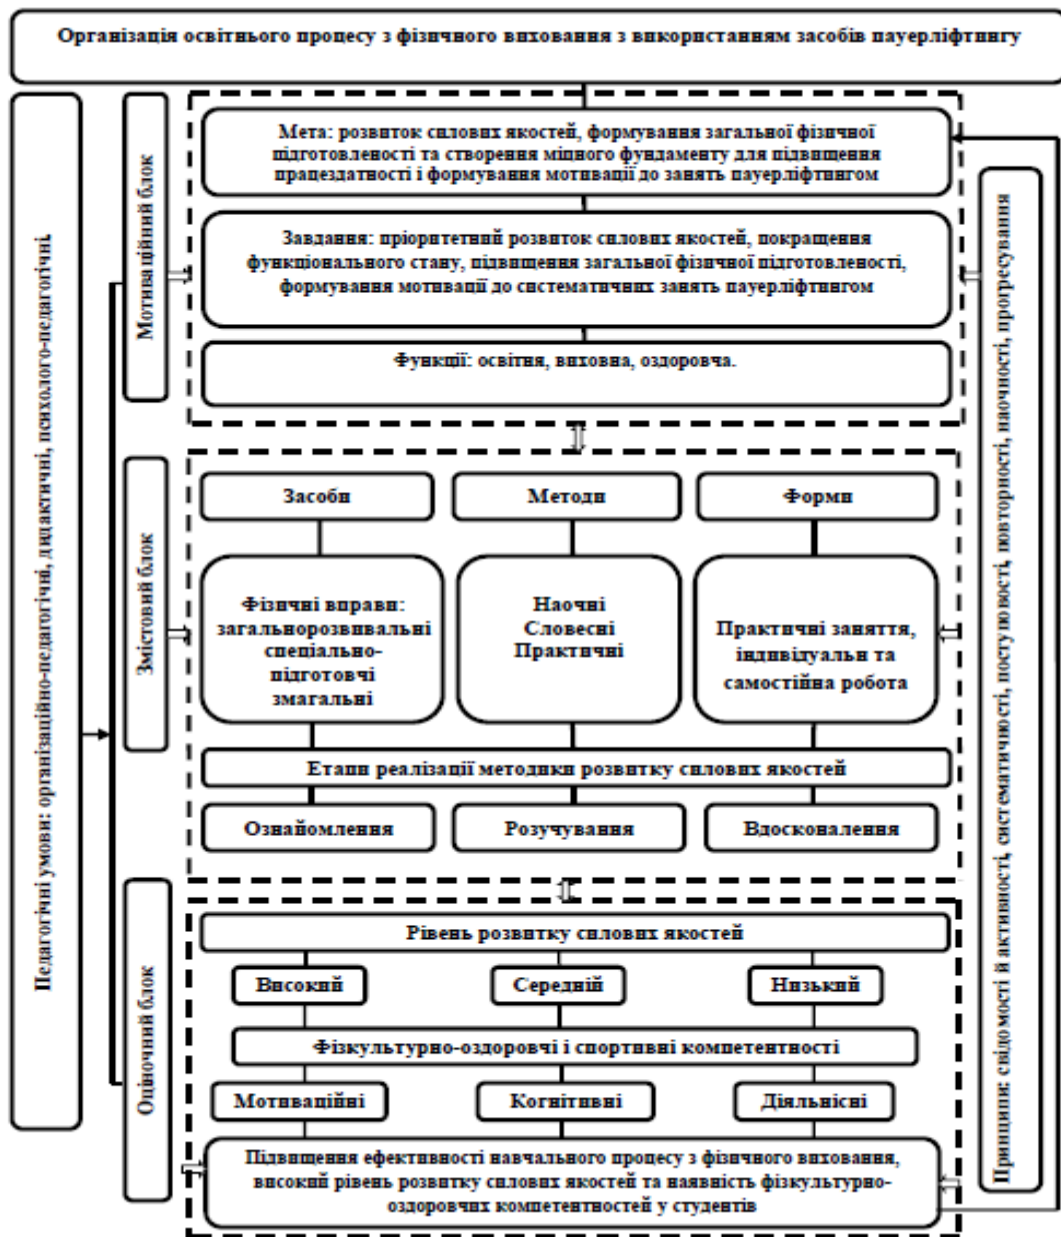 Організація освітнього процесу з фізичного виховання з використанням засобів пауерліфтингу
Педагогічні умови: організаційно-педагогічні, дидактичні, психолого-педагогічні.
Мотиваційний блок
Мета: розвиток силових якостей, формування загальної фізичної
підготовленості та створення міцного фундаменту для підвищення
працездатності і формування мотивації до занять пауерліфтингом
Завдання: пріоритетний розвиток силових якостей, покращення
функціонального стану, підвищення загальної фізичної підготовленості,
формування мотивації до систематичних занять пауерліфтингом
Функції: освітня, виховна, оздоровча.
Принципи: свідомості й активності, систематичності, поступовості, повторності, наочності, прогресування
Змістовий блок
Засоби
Методи
Форми
Фізичні вправи:
загальнорозвивальні
спеціально-
підготовчі
змагальні
Наочні
Словесні
Практичні
Практичні заняття,
індивідуальн та
самостійна робота
Етапи реалізації методики розвитку силових якостей
Ознайомлення
Розучування
Вдосконалення
Оціночний блок
Рівень розвитку силових якостей
Високий
Середній
Низький
Фізкультурно-оздоровчі і спортивні компетентності
Мотиваційні
Когнітивні
Діяльнісні
Підвищення ефективності навчального процесу з фізичного виховання,
високий рівень розвитку силових якостей та наявність фізкультурно-
оздоровчих компетентностей у студентів